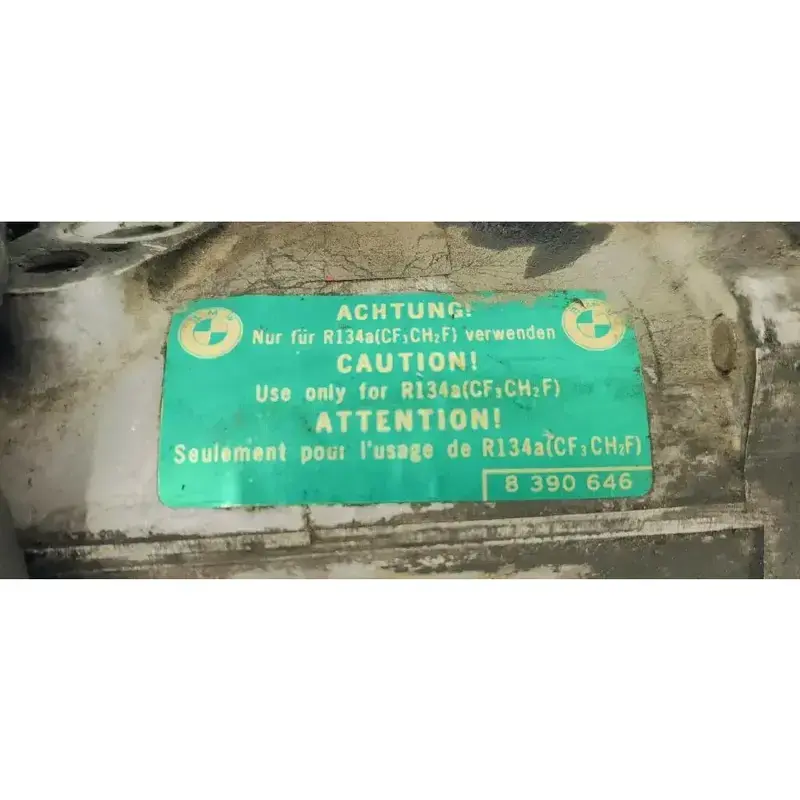 ACHTUNG!
Nur für R134a(CF₃CH₂F) verwenden
CAUTION!
Use only for R134a(CF₃CH₂F)
ATTENTION!
Seulement pour l'usage de R134a(CF₃CH₂F)
8 390 646